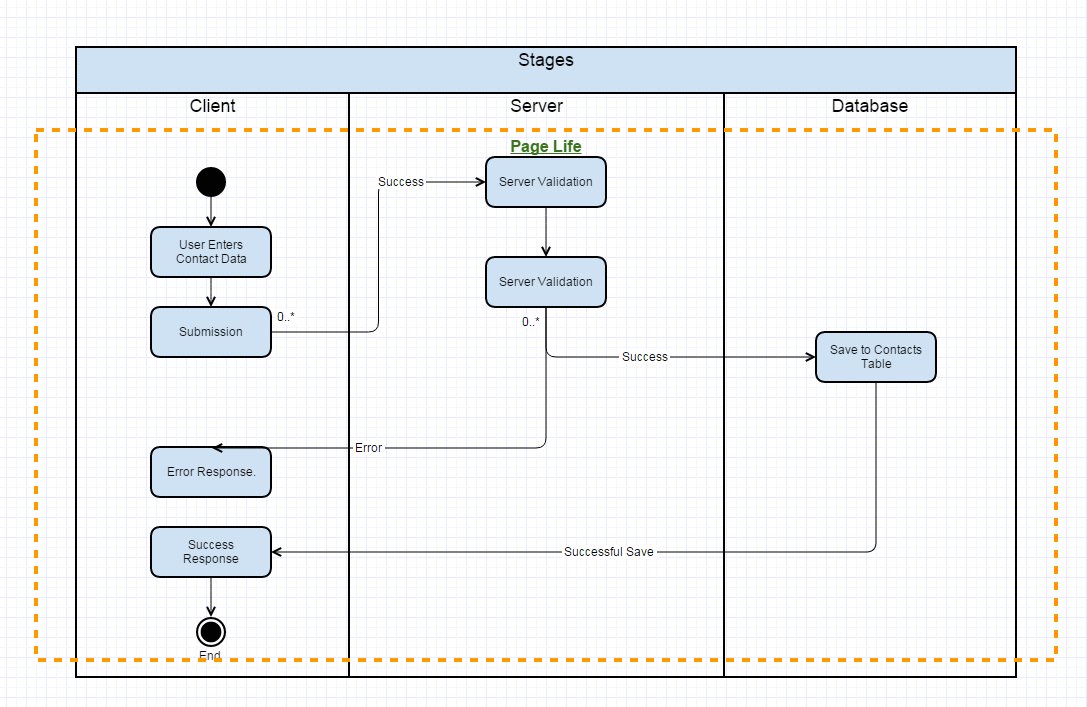 Stages
Client
Server
Database
Page Life
Success
Server Validation
User Enters
Contact Data
Server Validation
0..*
Submission
0..*
Success
Save to Contacts
Table
Error
Error Response.
Success
Response
Successful Save
End